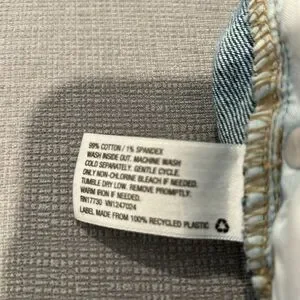 99% COTTON / 1% SPANDEX
WASH INSIDE OUT. MACHINE WASH
COLD SEPARATELY. GENTLE CYCLE.
ONLY NON-CHLORINE BLEACH IF NEEDED.
TUMBLE DRY LOW. REMOVE PROMPTLY.
WARM IRON IF NEEDED.
RN17730 VN1247024
LABEL MADE FROM 100% RECYCLED PLASTIC